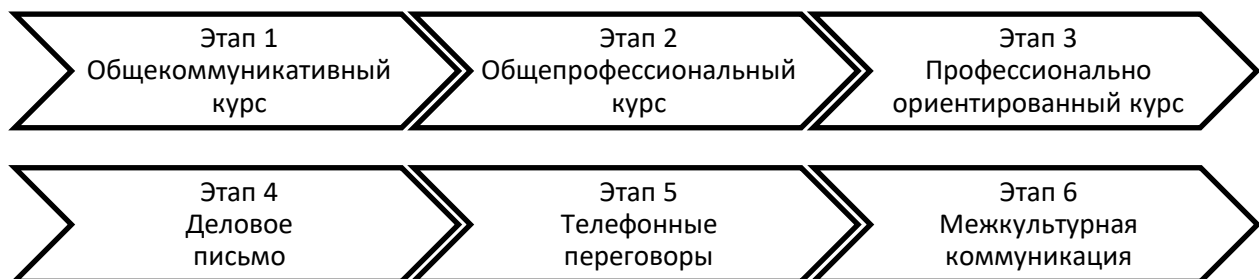 Этап 1
Общекоммуникативный
курс
Этап 2
Общепрофессиональный
курс
Этап 3
Профессионально
ориентированный курс
Этап 4
Деловое
письмо
Этап 5
Телефонные
переговоры
Этап 6
Межкультурная
коммуникация